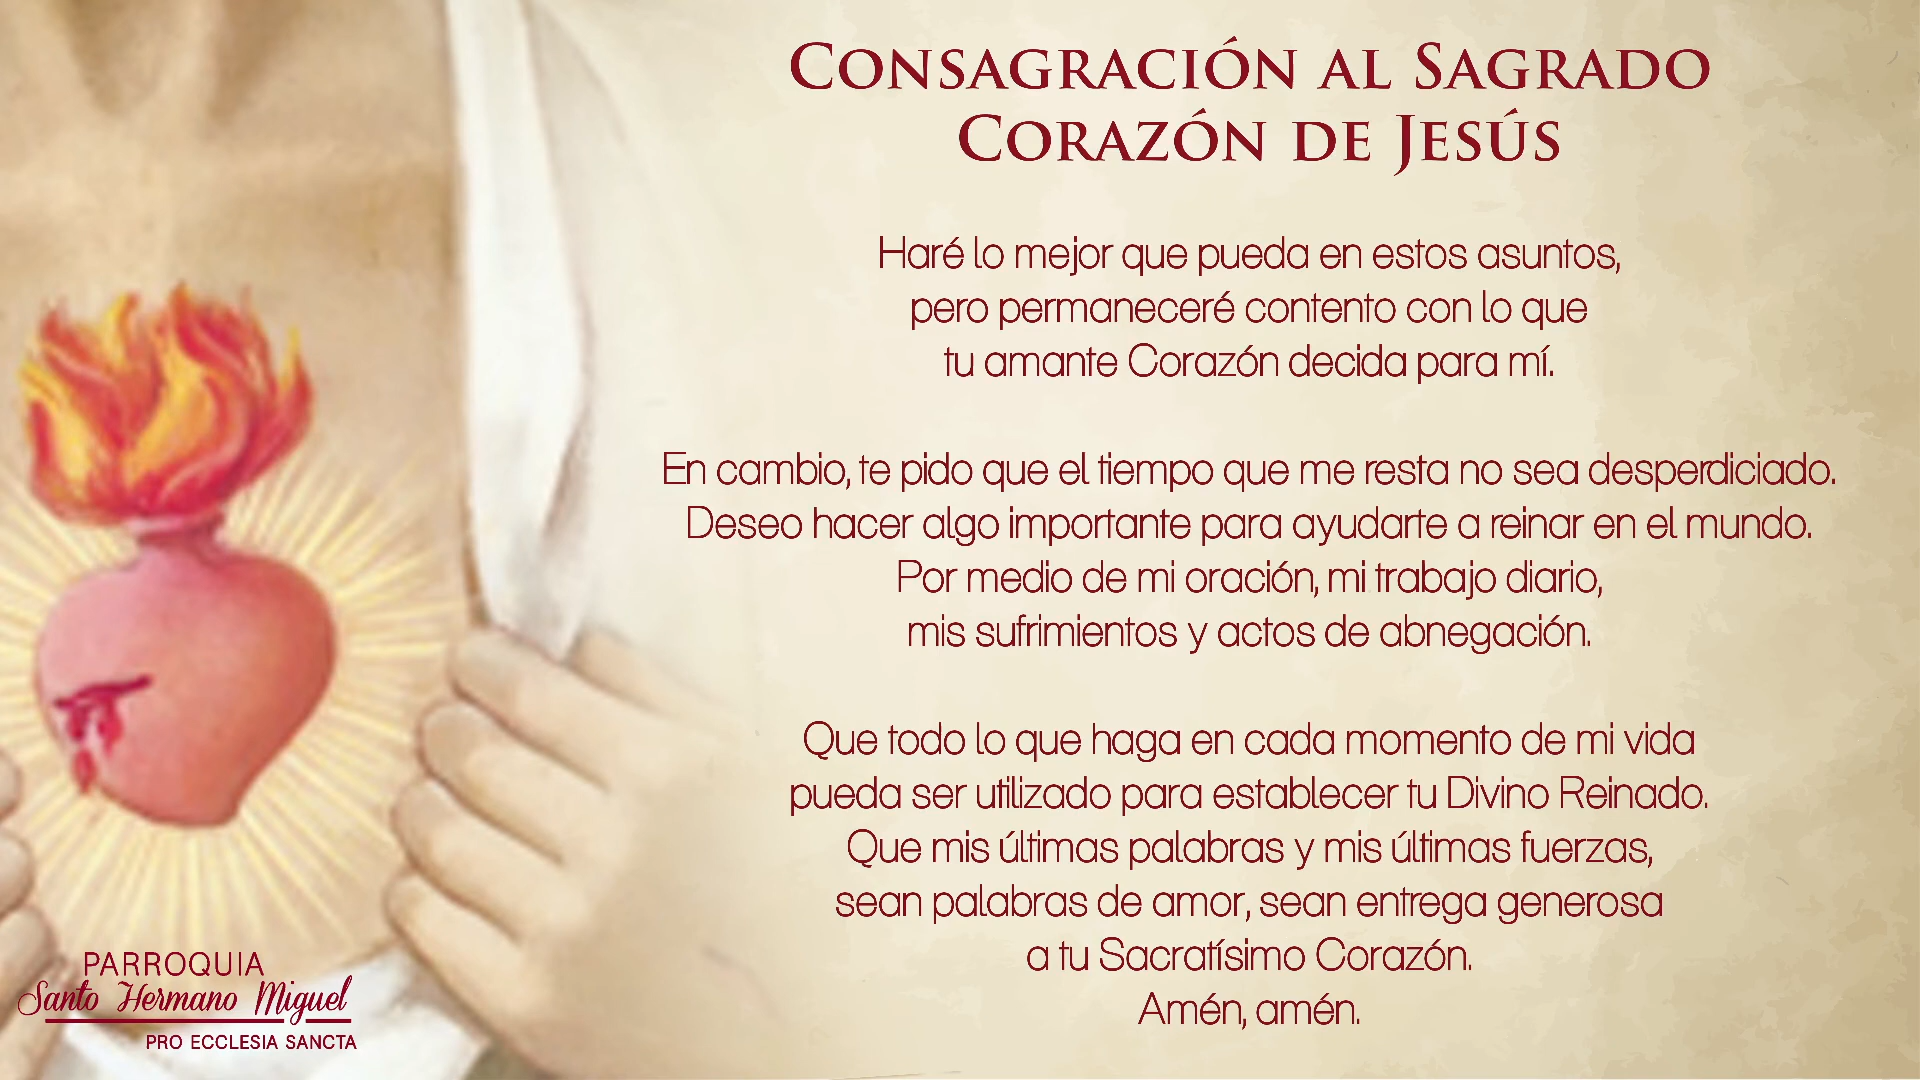 Consagración al Sagrado
Corazón de Jesús
Haré lo mejor que pueda en estos asuntos,
pero permaneceré contento con lo que
tu amante Corazón decida para mí.
En cambio, te pido que el tiempo que me resta no sea desperdiciado.
Deseo hacer algo importante para ayudarte a reinar en el mundo.
Por medio de mi oración, mi trabajo diario,
mis sufrimientos y actos de abnegación.
Que todo lo que haga en cada momento de mi vida
pueda ser utilizado para establecer tu Divino Reinado.
Que mis últimas palabras y mis últimas fuerzas,
sean palabras de amor, sean entrega generosa
a tu Sacratísimo Corazón.
Amén, amén.
PARROQUIA
Santo Hermano Miguel
PRO ECCLESIA SANCTA